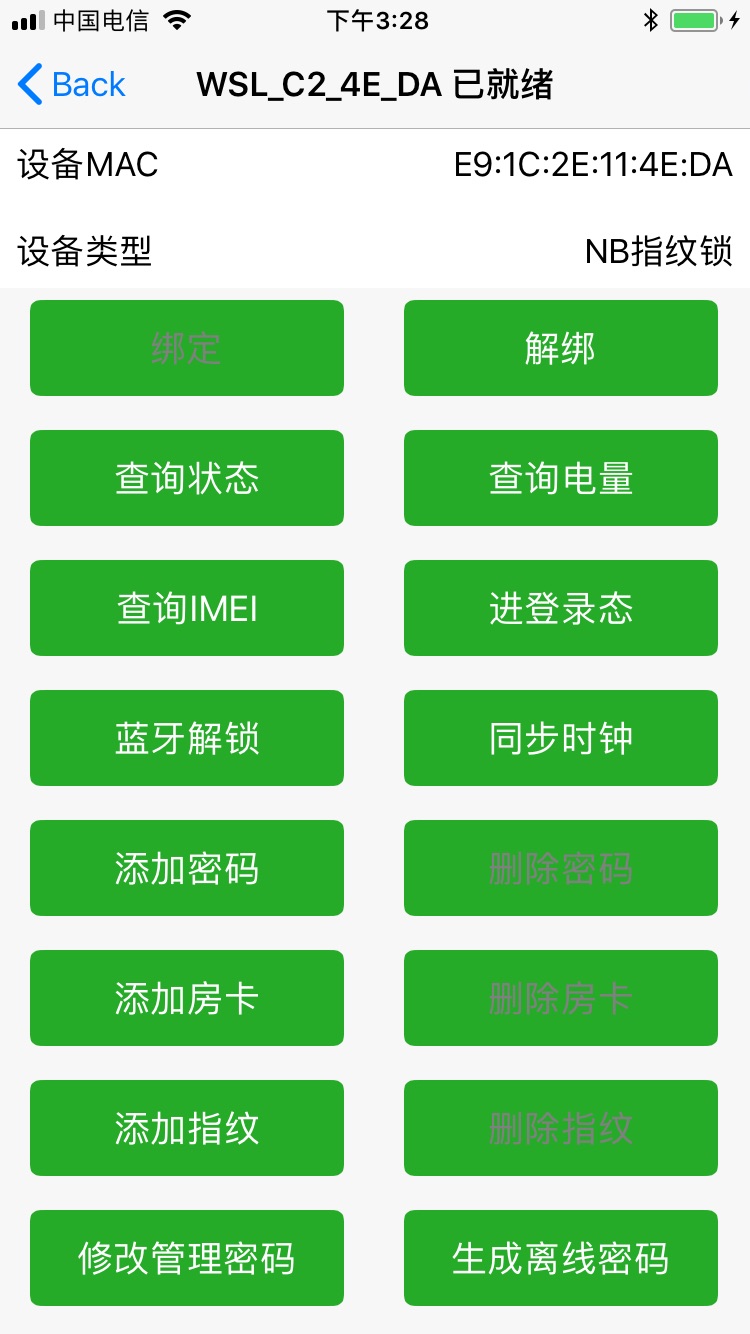 中国电信 下午3:28
Back WSL_C2_4E_DA 已就绪
设备MAC E9:1C:2E:11:4E:DA
设备类型 NB指纹锁
绑定 解绑
查询状态 查询电量
查询IMEI 进登录态
蓝牙解锁 同步时钟
添加密码 删除密码
添加房卡 删除房卡
添加指纹 删除指纹
修改管理密码 生成离线密码